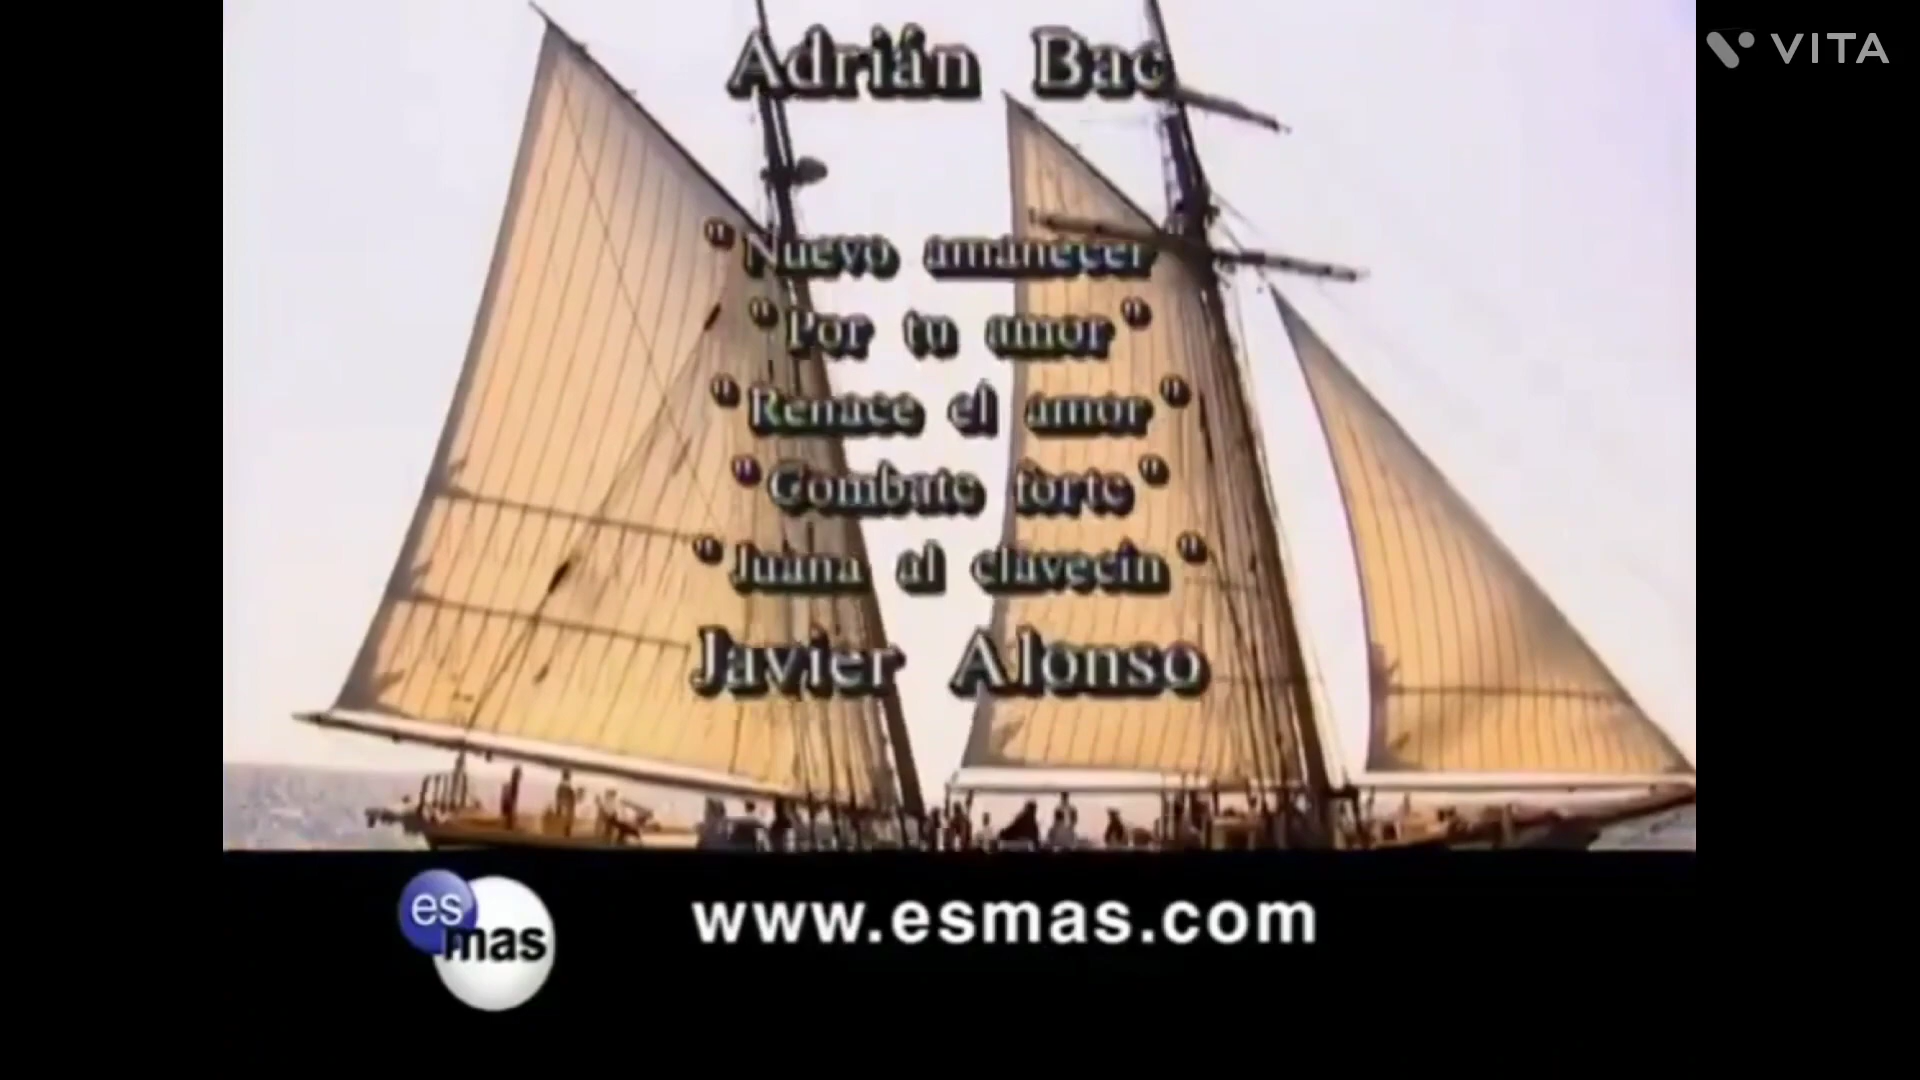 Adrián Bac
VITA
"Nuevo amanecer
"Por tu amor"
"Renace el amor"
"Combate forte"
"Juana al clavecín"
Javier Alonso
es
mas
www.esmas.com